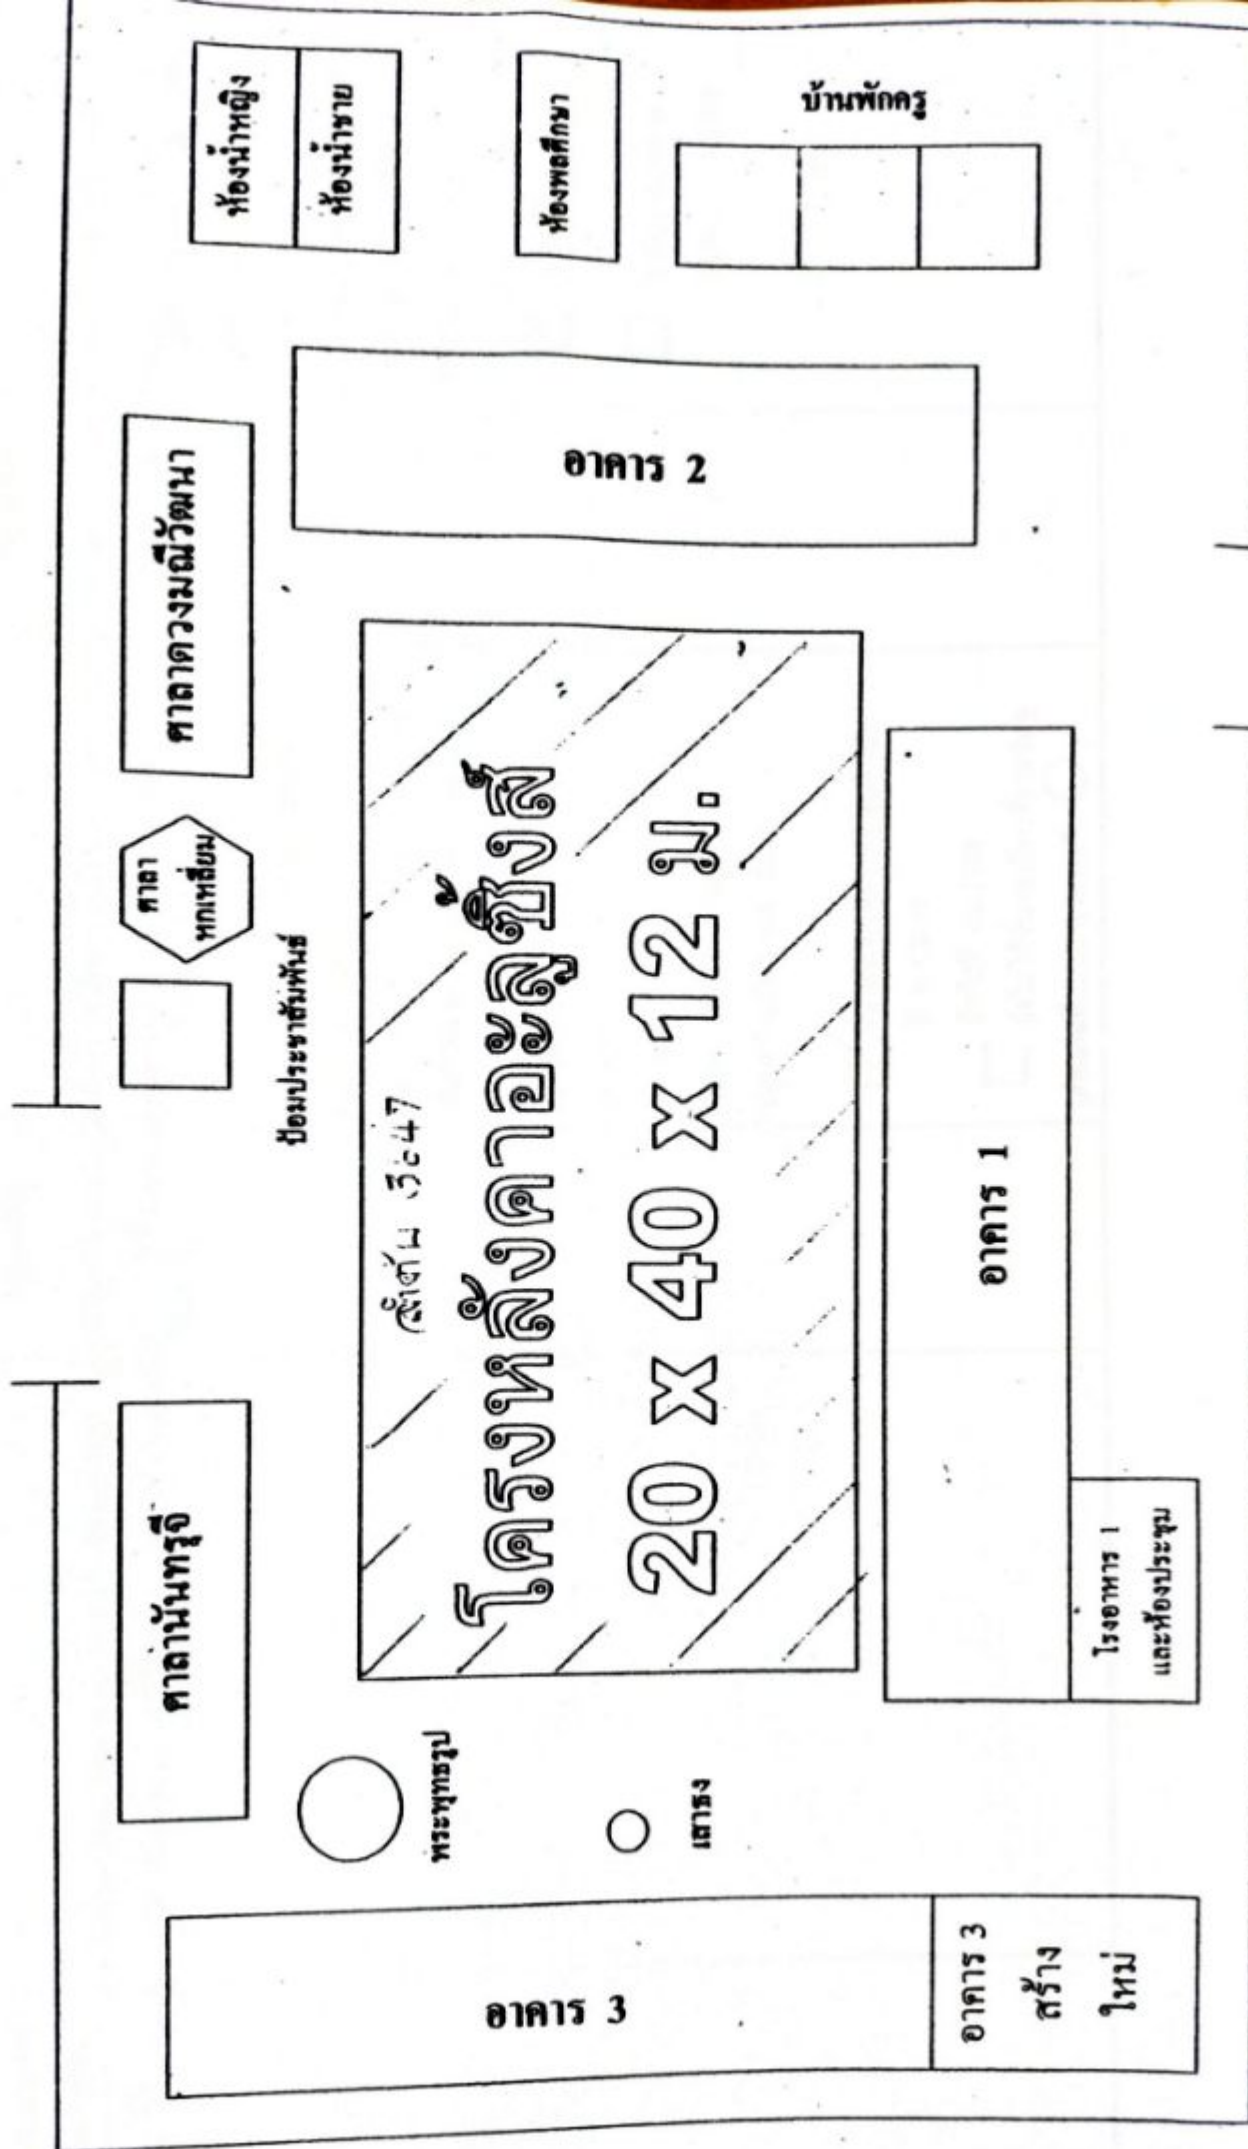 ห้องน้ำหญิง
ห้องน้ำชาย
ห้องพลศึกษา
บ้านพักครู
ศาลาดวงมณีวัฒนา
อาคาร 2
ศาลา
หกเหลี่ยม
ป้อมประชาสัมพันธ์
โครงหลังคาอะลูซิ้งส์
20 x 40 x 12 ม.
อาคาร 1
โรงอาหาร 1
และห้องประชุม
ศาลานันทรุจิ
พระพุทธรูป
เสาธง
อาคาร 3
อาคาร 3
สร้าง
ใหม่